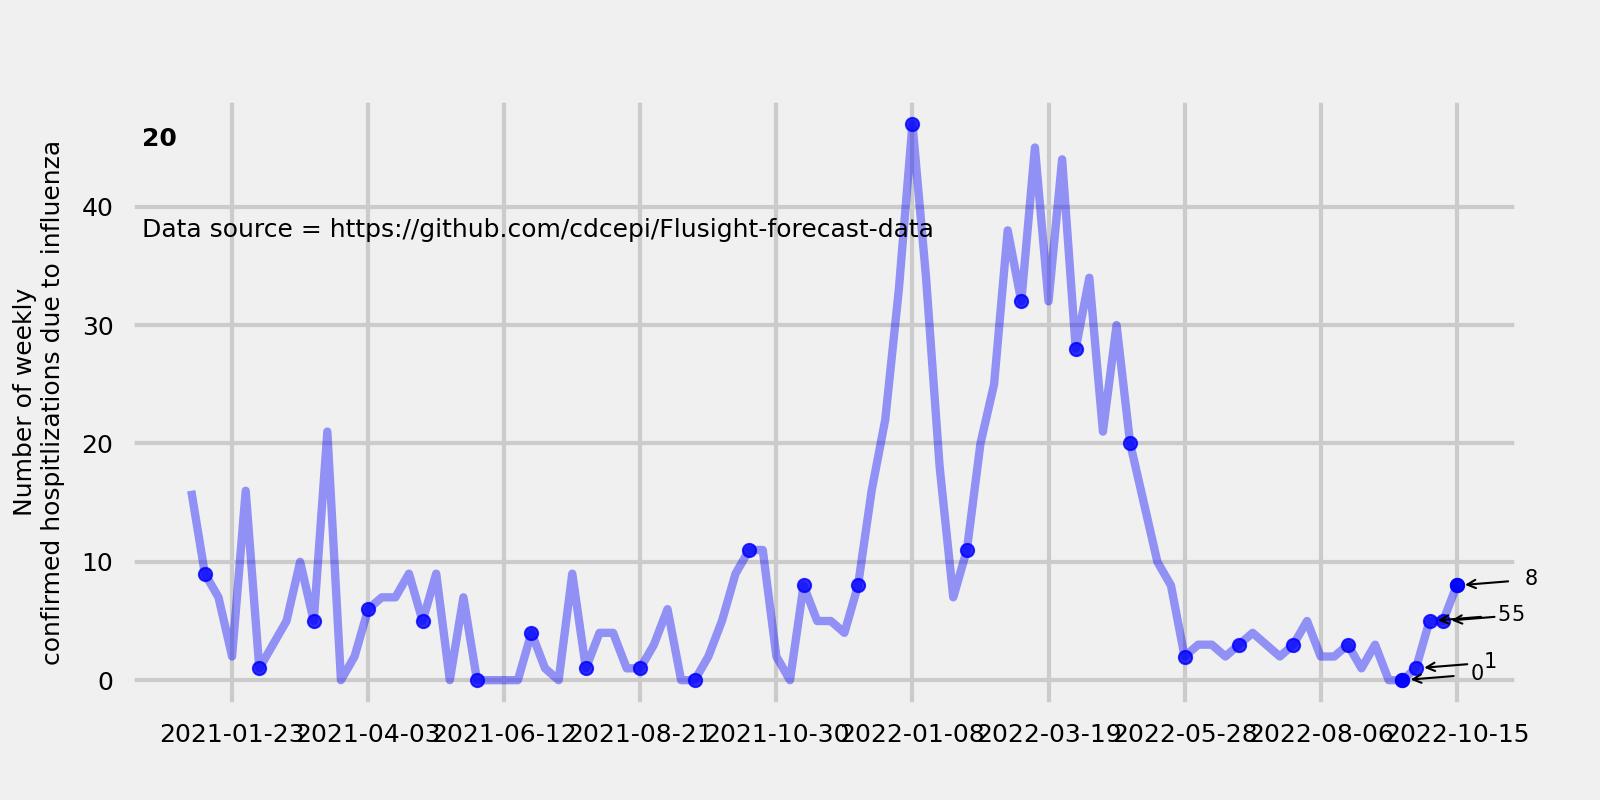 20
Data source = https://github.com/cdcepi/Flusight-forecast-data
Number of weekly
confirmed hospitlizations due to influenza
40
30
20
10
0
8
5 5
1
0
2021-01-23 2021-04-03 2021-06-12 2021-08-21 2021-10-30 2022-01-08 2022-03-19 2022-05-28 2022-08-06 2022-10-15